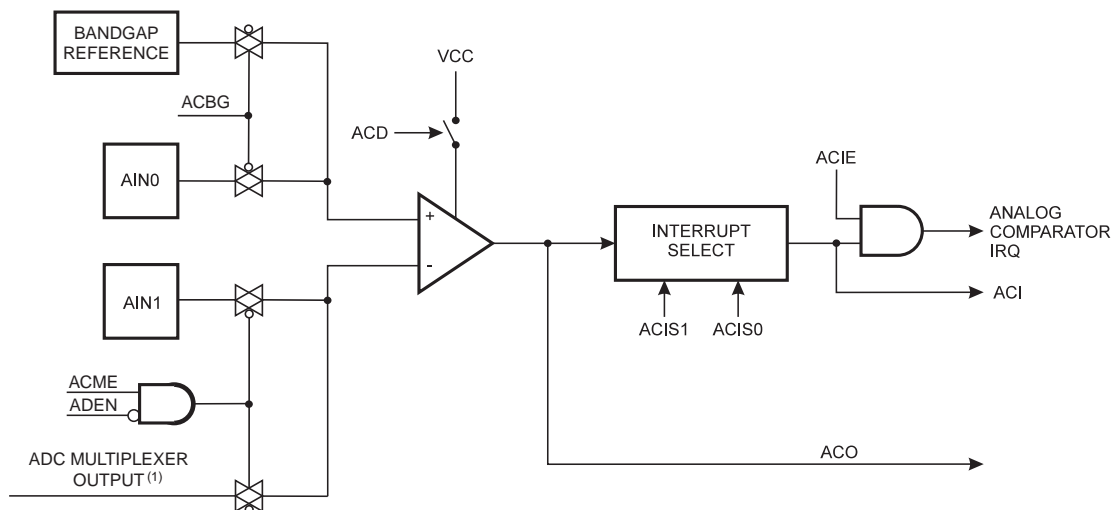 BANDGAP
REFERENCE
VCC
ACBG
ACD
AIN0
ACIE
+
INTERRUPT
SELECT
ANALOG
COMPARATOR
IRQ
-
AIN1
ACI
ACIS1
ACIS0
ACME
ADEN
ADC MULTIPLEXER
OUTPUT (1)
ACO